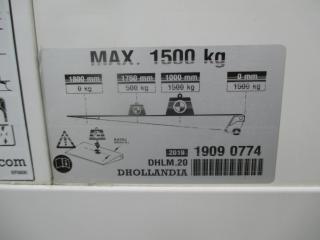 MAX. 1500 kg
1800 mm 1750 mm 1000 mm 0 mm
0 kg 500 kg 1500 kg 1500 kg
2019 1909 0774
DHLM.20
DHOLLANDIA
.com